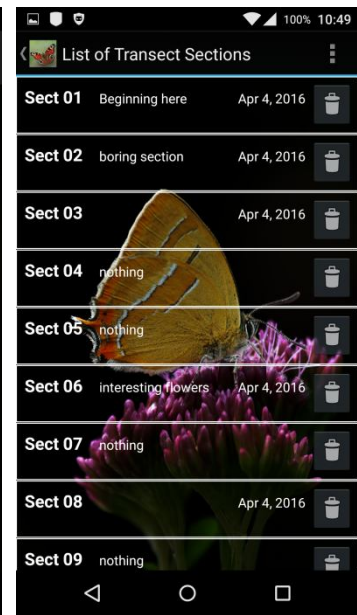 100% 10:49
List of Transect Sections
Sect 01 Beginning here Apr 4, 2016
Sect 02 boring section Apr 4, 2016
Sect 03 Apr 4, 2016
Sect 04 nothing
Sect 05 nothing
Sect 06 interesting flowers Apr 4, 2016
Sect 07 nothing
Sect 08 Apr 4, 2016
Sect 09 nothing